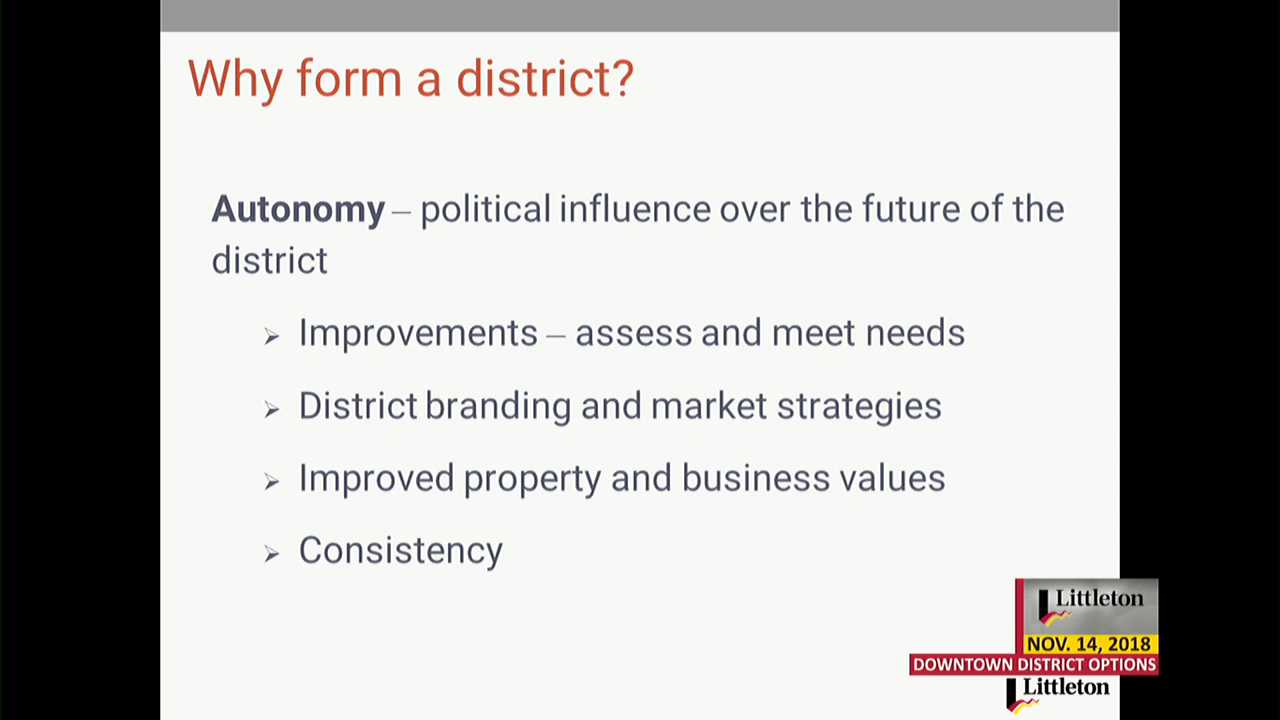 Why form a district?
Autonomy – political influence over the future of the
district
➢ Improvements – assess and meet needs
➢ District branding and market strategies
➢ Improved property and business values
➢ Consistency
Littleton
NOV. 14, 2018
DOWNTOWN DISTRICT OPTIONS
Littleton